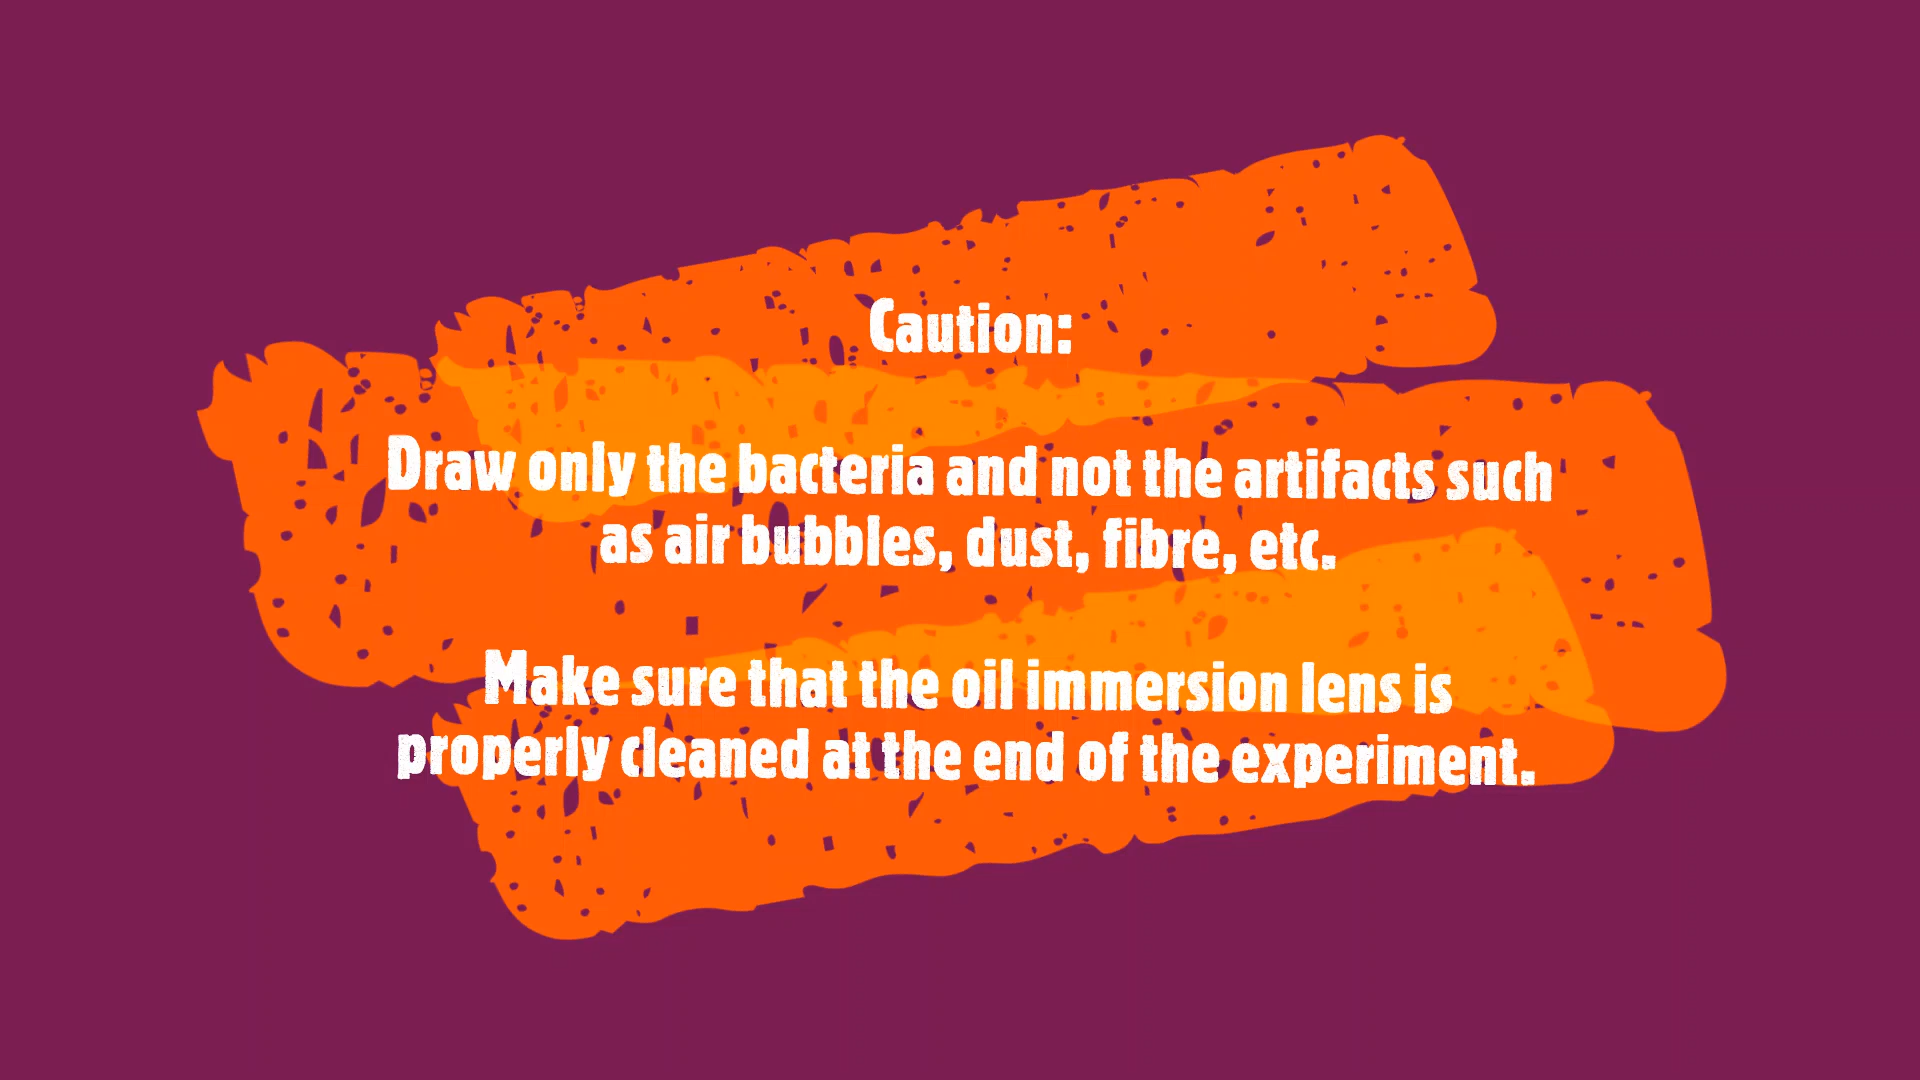 Caution:
Draw only the bacteria and not the artifacts such
as air bubbles, dust, fibre, etc.
Make sure that the oil immersion lens is
properly cleaned at the end of the experiment.